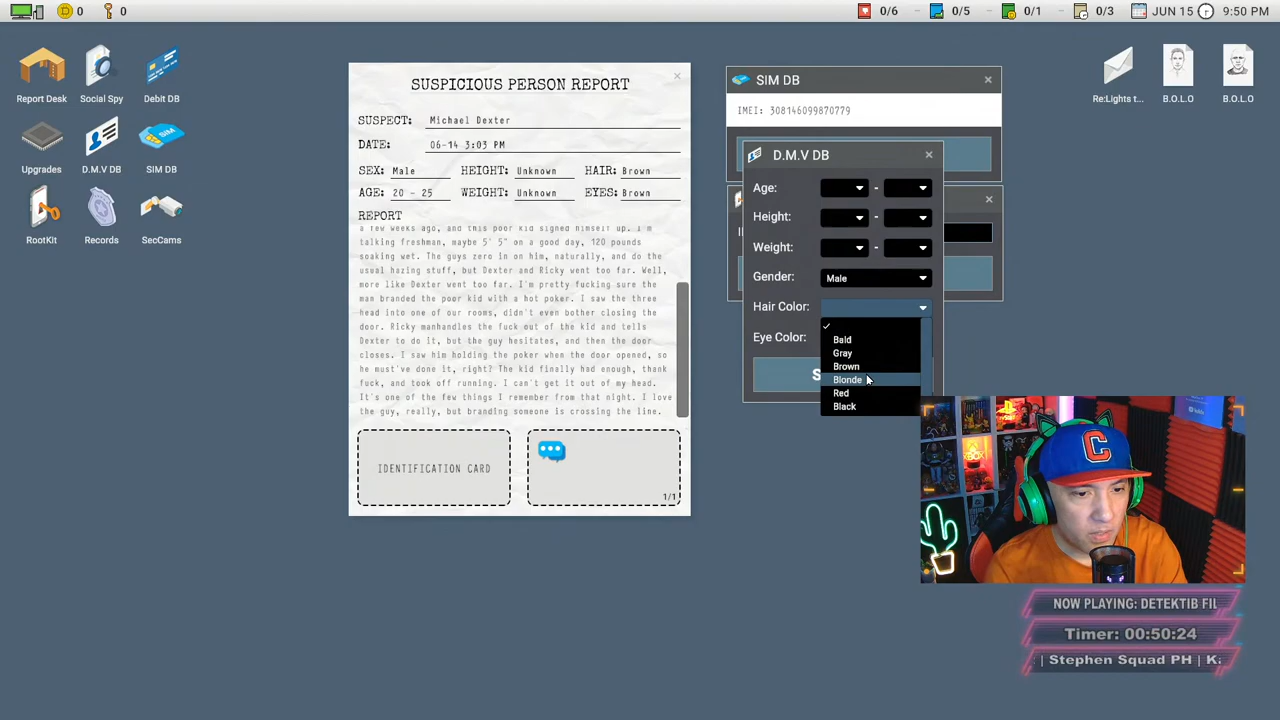 0
0
0/6
0/5
0/1
0/3
JUN 15
9:50 PM
Report Desk
Social Spy
Debit DB
Upgrades
D.M.V DB
SIM DB
RootKit
Records
SecCams
Re:Lights t...
B.O.L.O
B.O.L.O
SUSPICIOUS PERSON REPORT
SUSPECT: Michael Dexter
DATE: 06-14 3:03 PM
SEX: Male HEIGHT: Unknown HAIR: Brown
AGE: 20 - 25 WEIGHT: Unknown EYES: Brown
REPORT
a few weeks ago, and this poor kid signed himself up. I'm
talking freshman, maybe 5' 5" on a good day, 120 pounds
soaking wet. The guys zero in on him, naturally, and do the
usual hazing stuff, but Dexter and Ricky went too far. Well,
more like Dexter went too far. I'm pretty fucking sure the
man branded the poor kid with a hot poker. I saw the three
head into one of our rooms, didn't even bother closing the
door. Ricky manhandles the fuck out of the kid and tells
Dexter to do it, but the guy hesitates, and then the door
closes. I saw him holding the poker when the door opened, so
he must've done it, right? The kid finally had enough, thank
fuck, and took off running. I can't get it out of my head.
It's one of the few things I remember from that night. I love
the guy, really, but branding someone is crossing the line.
IDENTIFICATION CARD
1/1
SIM DB
IMEI: 308146099870779
D.M.V DB
Age: -
Height: -
Weight: -
Gender: Male
Hair Color:
Eye Color:
Bald
Gray
Brown
Blonde
Red
Black
C
XBOX
NOW PLAYING: DETEKTIB FIL
Timer: 00:50:24
| Stephen Squad PH | K